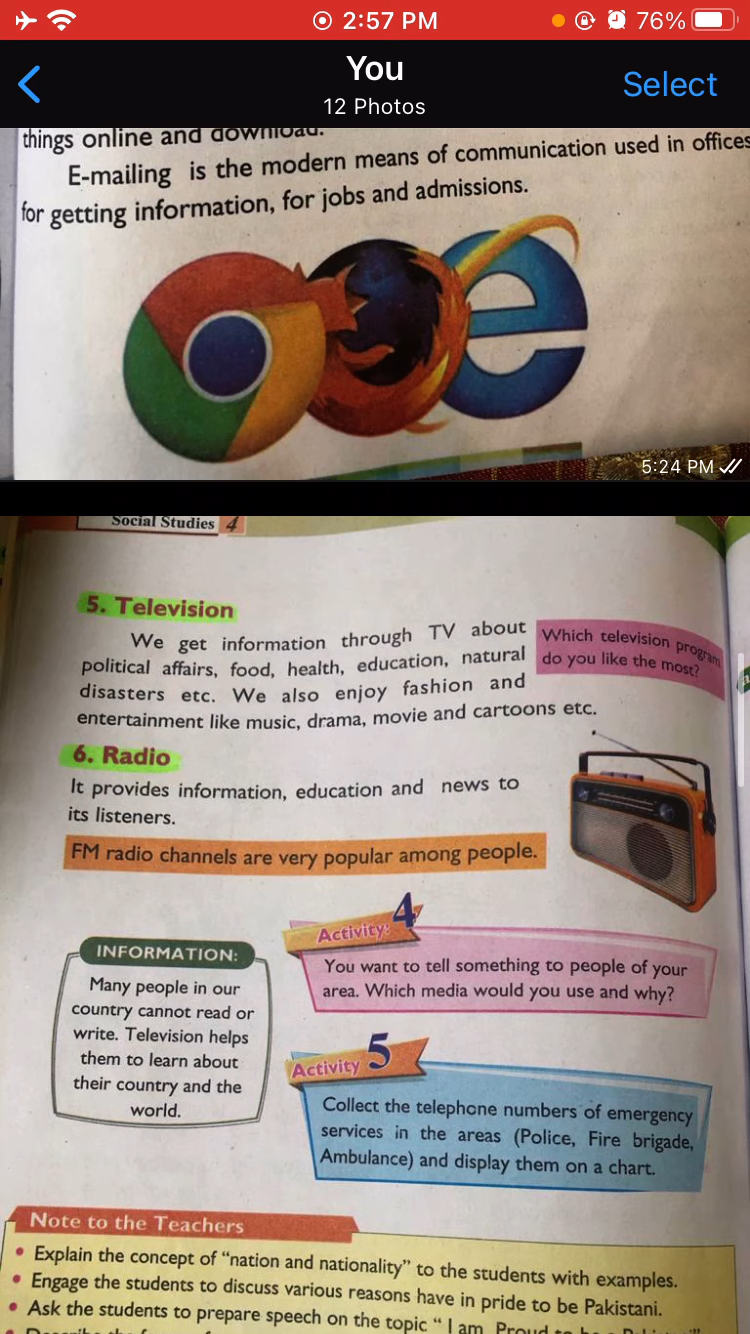 2:57 PM
76%
You
12 Photos
Select
things online and download.
E-mailing is the modern means of communication used in offices
for getting information, for jobs and admissions.
5:24 PM
Social Studies 4
5. Television
We get information through TV about
political affairs, food, health, education, natural
disasters etc. We also enjoy fashion and
entertainment like music, drama, movie and cartoons etc.
Which television program
do you like the most?
6. Radio
It provides information, education and news to
its listeners.
FM radio channels are very popular among people.
INFORMATION:
Many people in our
country cannot read or
write. Television helps
them to learn about
their country and the
world.
Activity: 4
You want to tell something to people of your
area. Which media would you use and why?
Activity 5
Collect the telephone numbers of emergency
services in the areas (Police, Fire brigade,
Ambulance) and display them on a chart.
Note to the Teachers
• Explain the concept of “nation and nationality” to the students with examples.
• Engage the students to discuss various reasons have in pride to be Pakistani.
• Ask the students to prepare speech on the topic “ I am Proud to be a